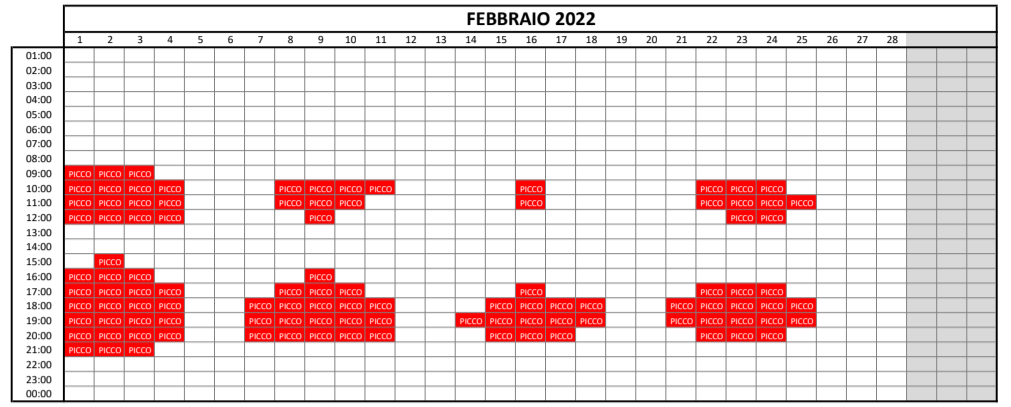 FEBBRAIO 2022
1 2 3 4 5 6 7 8 9 10 11 12 13 14 15 16 17 18 19 20 21 22 23 24 25 26 27 28
01:00
02:00
03:00
04:00
05:00
06:00
07:00
08:00
09:00 PICCO PICCO PICCO
10:00 PICCO PICCO PICCO PICCO PICCO PICCO PICCO PICCO PICCO PICCO PICCO PICCO
11:00 PICCO PICCO PICCO PICCO PICCO PICCO PICCO PICCO PICCO PICCO PICCO PICCO
12:00 PICCO PICCO PICCO PICCO PICCO PICCO PICCO
13:00
14:00
15:00 PICCO
16:00 PICCO PICCO PICCO PICCO
17:00 PICCO PICCO PICCO PICCO PICCO PICCO PICCO PICCO PICCO PICCO PICCO
18:00 PICCO PICCO PICCO PICCO PICCO PICCO PICCO PICCO PICCO PICCO PICCO PICCO PICCO PICCO PICCO PICCO PICCO PICCO
19:00 PICCO PICCO PICCO PICCO PICCO PICCO PICCO PICCO PICCO PICCO PICCO PICCO PICCO PICCO PICCO PICCO PICCO PICCO PICCO
20:00 PICCO PICCO PICCO PICCO PICCO PICCO PICCO PICCO PICCO PICCO PICCO PICCO PICCO PICCO PICCO
21:00 PICCO PICCO PICCO
22:00
23:00
00:00